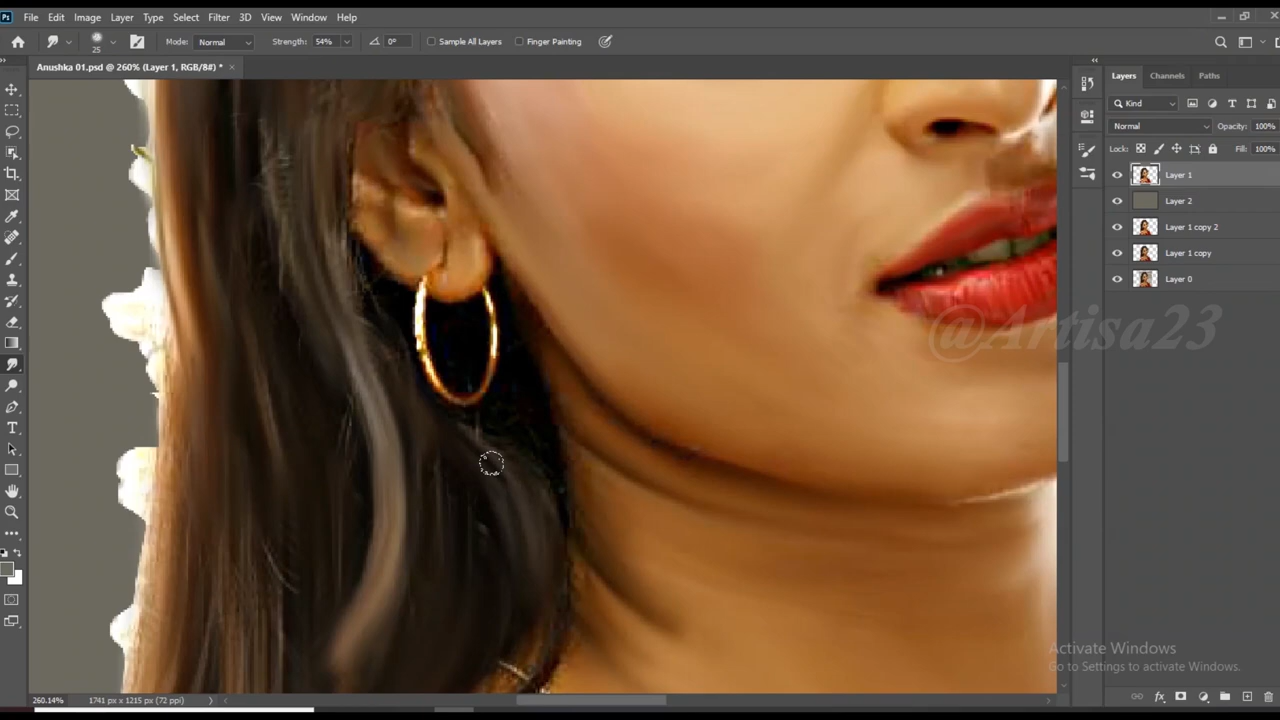 Ps File Edit Image Layer Type Select Filter 3D View Window Help
25 Mode: Normal Strength: 54% 0° Sample All Layers Finger Painting
Anushka 01.psd @ 260% (Layer 1, RGB/8#) * ×
Layers Channels Paths
Kind
Normal Opacity: 100%
Lock: Fill: 100%
Layer 1
Layer 2
Layer 1 copy 2
Layer 1 copy
Layer 0
@Artisa23
Activate Windows
Go to Settings to activate Windows.
260.14% 1741 px x 1215 px (72 ppi)